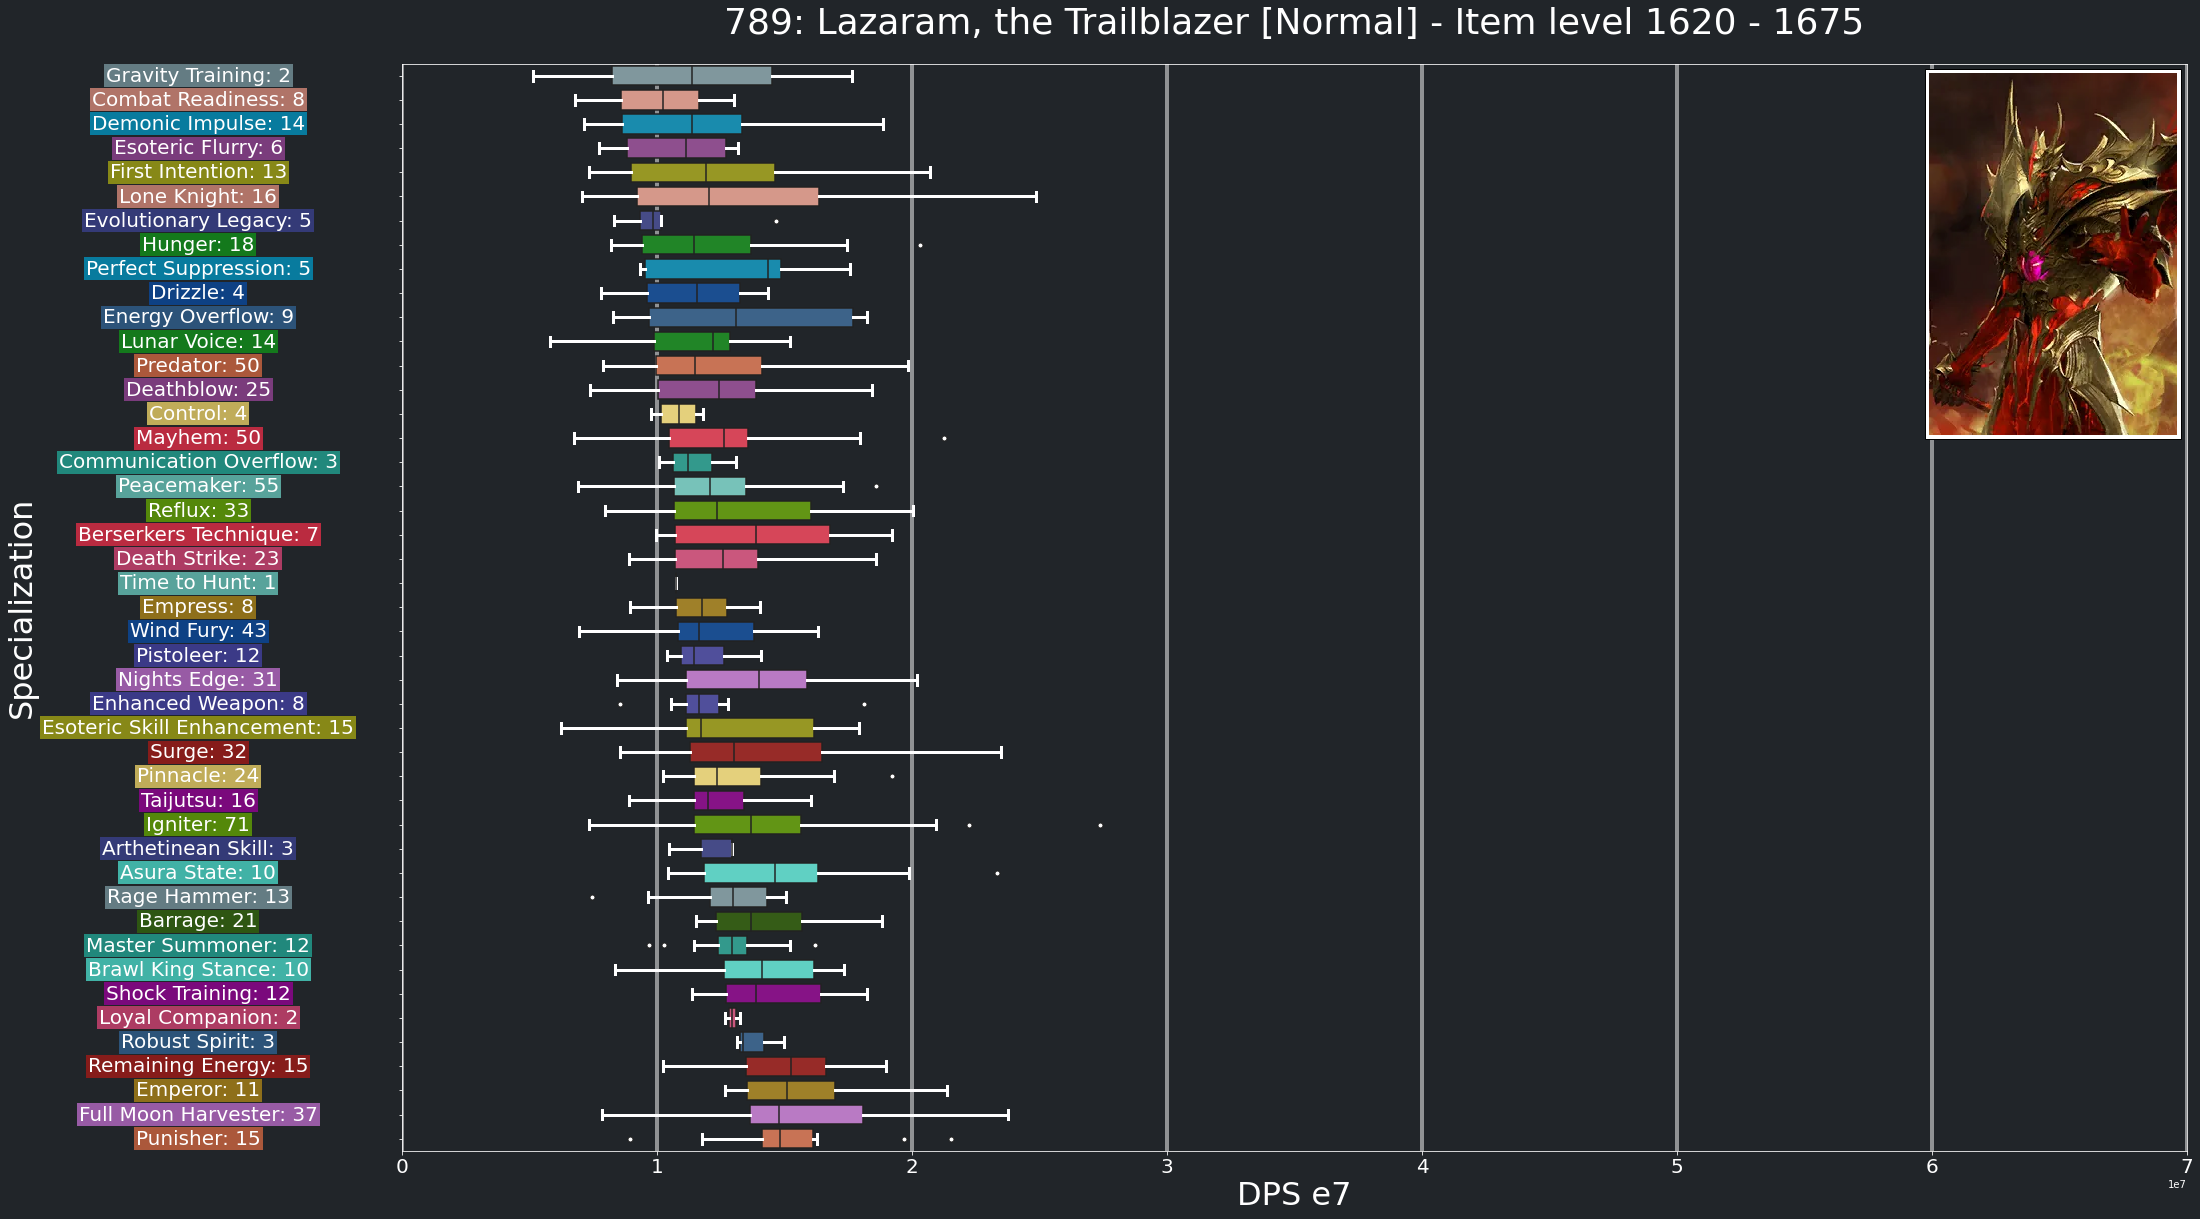 789: Lazaram, the Trailblazer [Normal] - Item level 1620 - 1675
Specialization
Gravity Training: 2
Combat Readiness: 8
Demonic Impulse: 14
Esoteric Flurry: 6
First Intention: 13
Lone Knight: 16
Evolutionary Legacy: 5
Hunger: 18
Perfect Suppression: 5
Drizzle: 4
Energy Overflow: 9
Lunar Voice: 14
Predator: 50
Deathblow: 25
Control: 4
Mayhem: 50
Communication Overflow: 3
Peacemaker: 55
Reflux: 33
Berserkers Technique: 7
Death Strike: 23
Time to Hunt: 1
Empress: 8
Wind Fury: 43
Pistoleer: 12
Nights Edge: 31
Enhanced Weapon: 8
Esoteric Skill Enhancement: 15
Surge: 32
Pinnacle: 24
Taijutsu: 16
Igniter: 71
Arthetinean Skill: 3
Asura State: 10
Rage Hammer: 13
Barrage: 21
Master Summoner: 12
Brawl King Stance: 10
Shock Training: 12
Loyal Companion: 2
Robust Spirit: 3
Remaining Energy: 15
Emperor: 11
Full Moon Harvester: 37
Punisher: 15
0 1 2 3 4 5 6 7
1e7
DPS e7